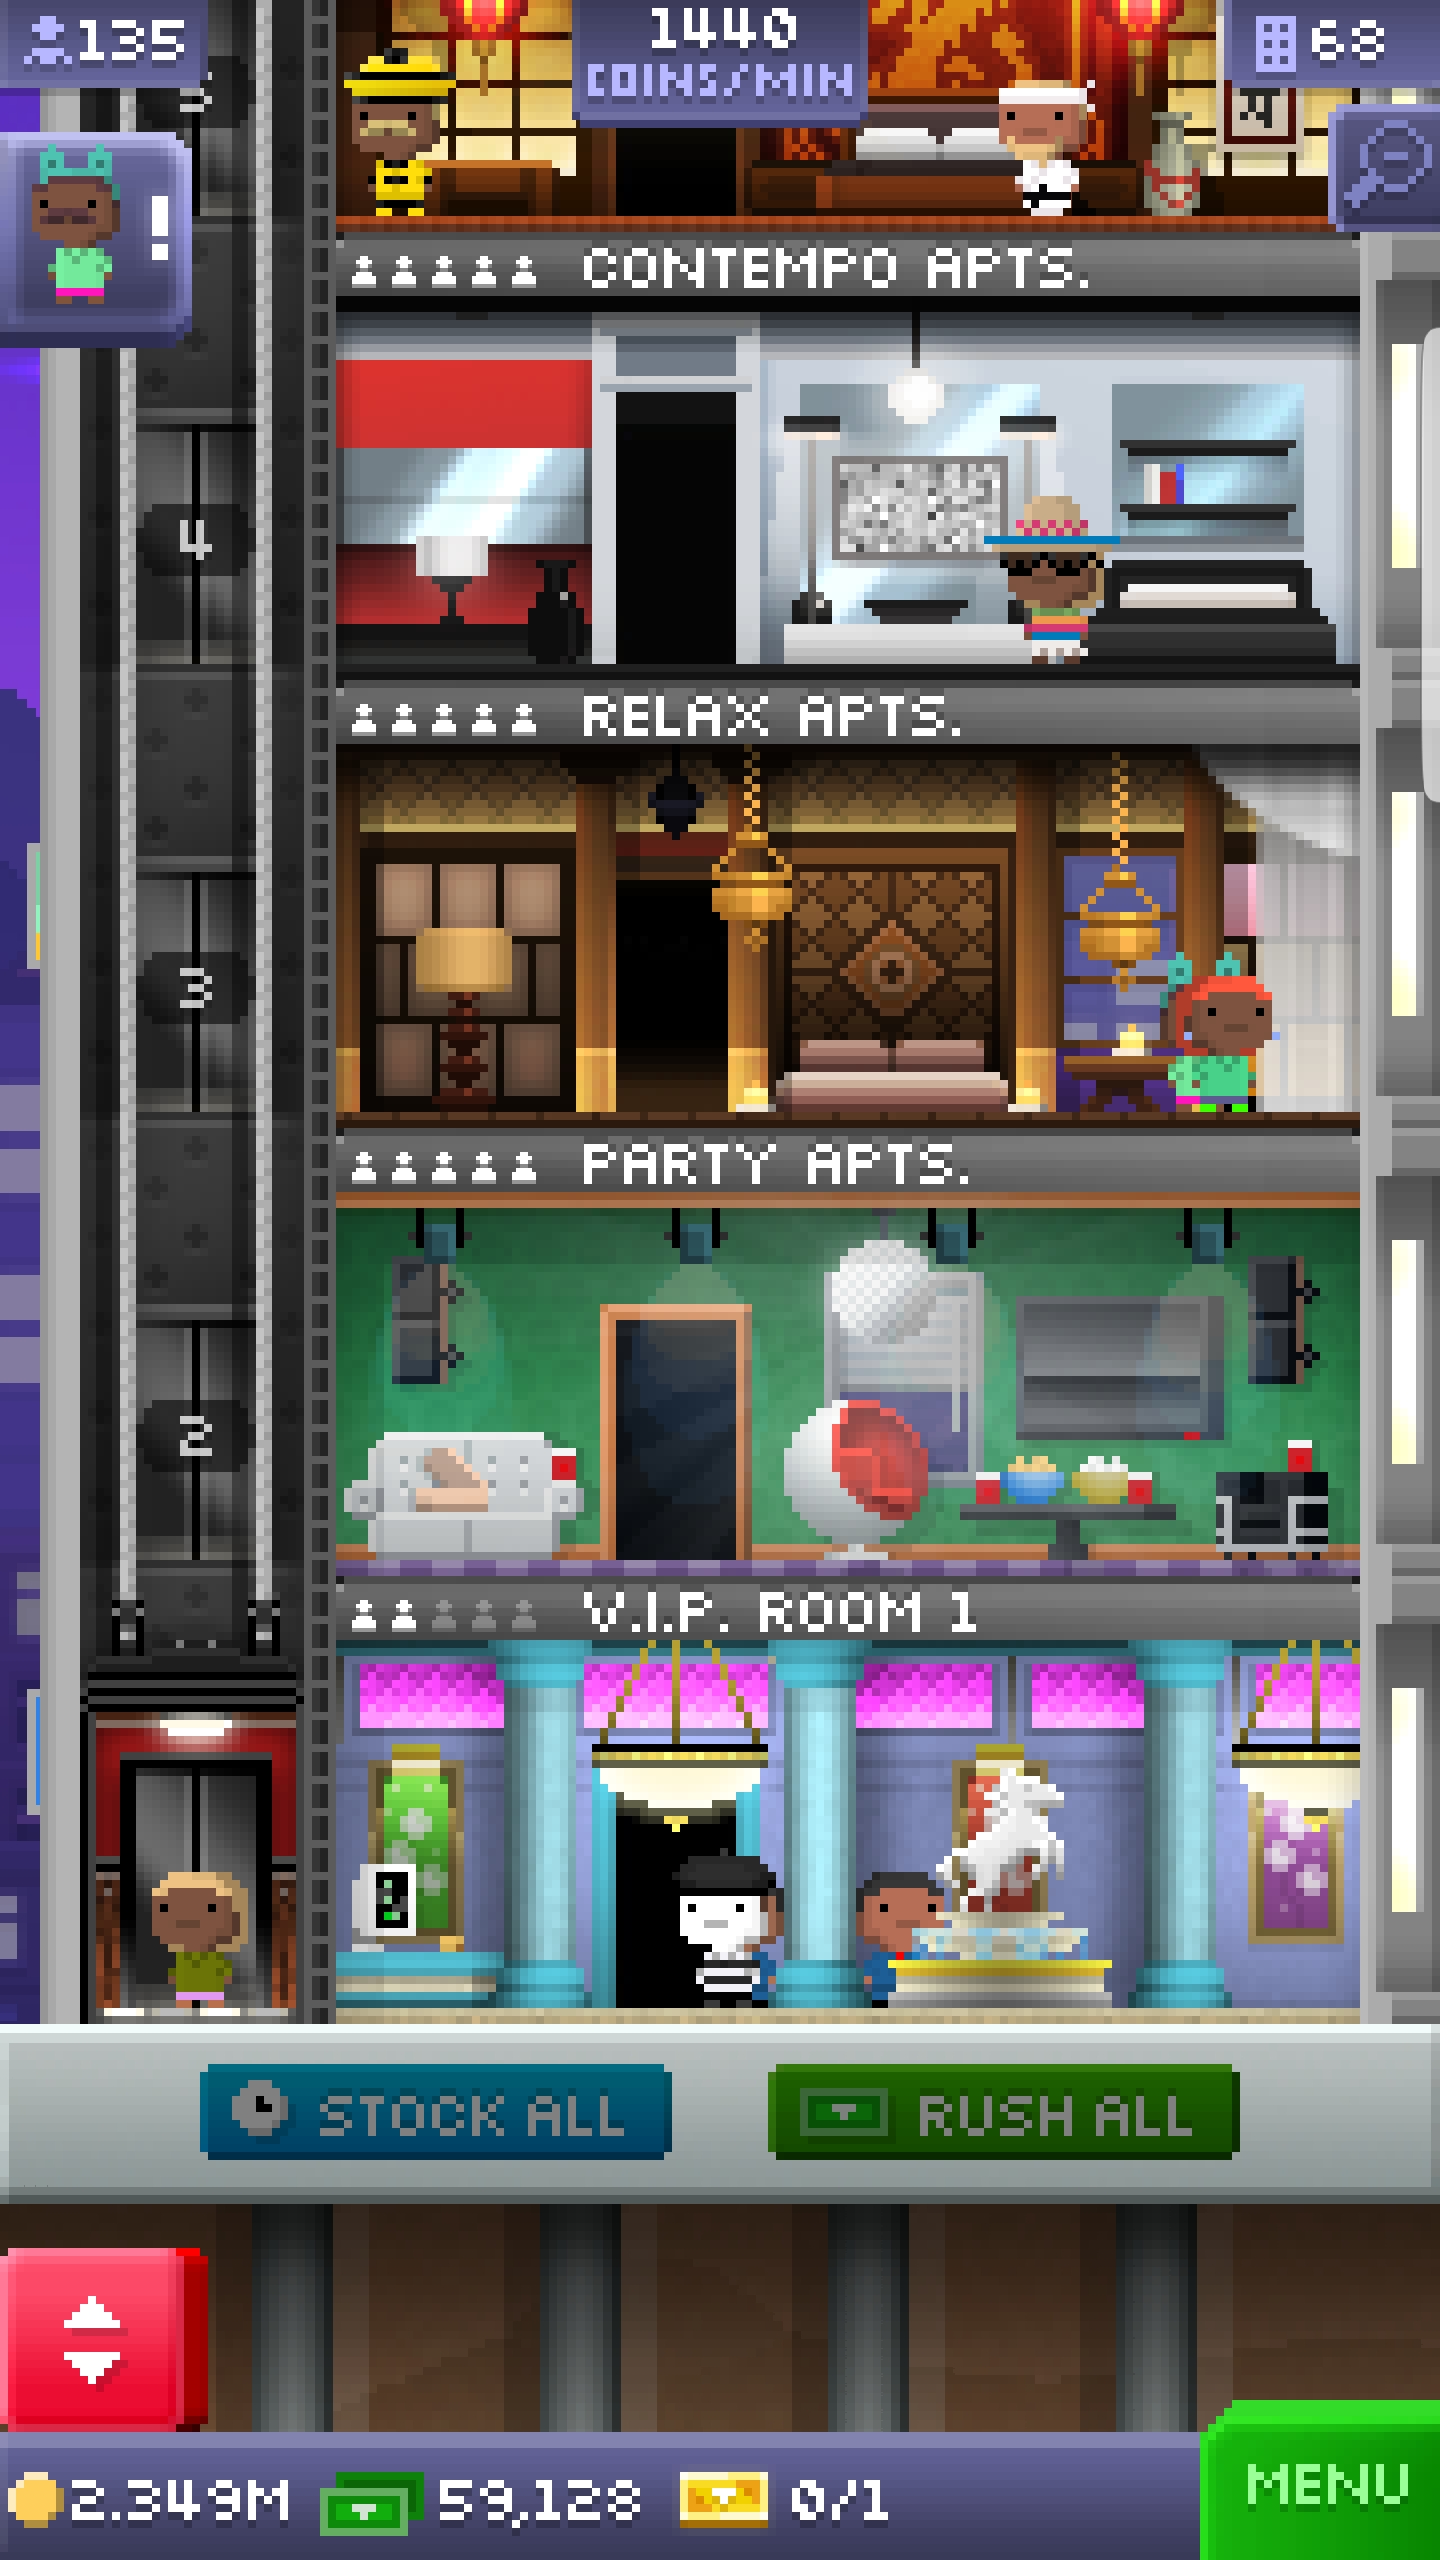 135
1440
COINS/MIN
68
CONTEMPO APTS.
4
RELAX APTS.
3
PARTY APTS.
2
V.I.P. ROOM 1
STOCK ALL
RUSH ALL
2.349M
59,128
0/1
MENU